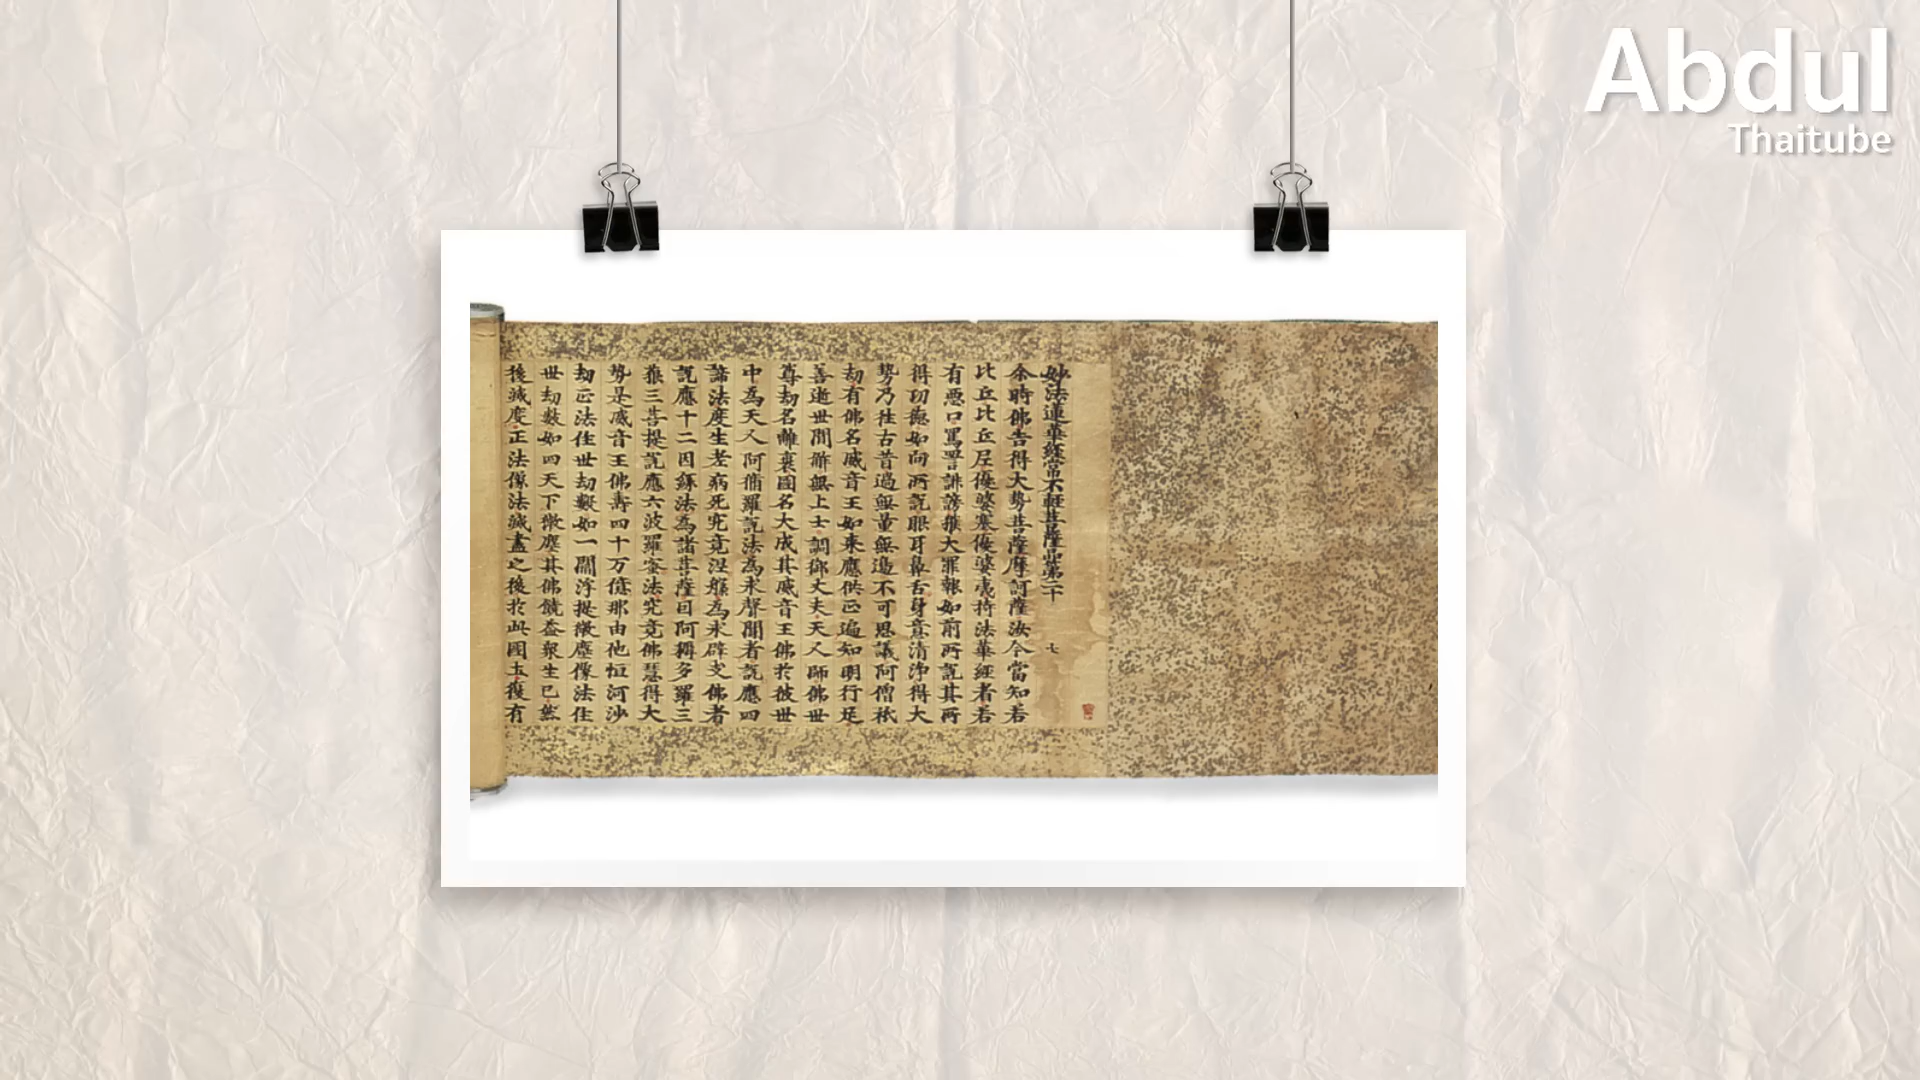 Abdul
Thaitube
妙法蓮華經常不輕菩薩品第二十 七
尒時佛告得大勢菩薩摩訶薩汝今當知若
比丘比丘尼優婆塞優婆夷持法華經者若
有惡口罵詈誹謗獲大罪報如前所說其所
得功德如向所說眼耳鼻舌身意清淨得大
勢乃往古昔過無量無邊不可思議阿僧祇
劫有佛名威音王如來應供正遍知明行足
善逝世間解無上士調御丈夫天人師佛世
尊劫名離衰國名大成其威音王佛於彼世
中為天人阿脩羅說法為求聲聞者說應四
諦法度生老病死究竟涅槃為求辟支佛者
說應十二因緣法為諸菩薩因阿耨多羅三
藐三菩提說應六波羅蜜法究竟佛慧得大
勢是威音王佛壽四十万億那由他恒河沙
劫正法住世劫數如一閻浮提微塵像法住
世劫數如四天下微塵其佛饒益眾生已然
後滅度正法像法滅盡之後於此國土復有